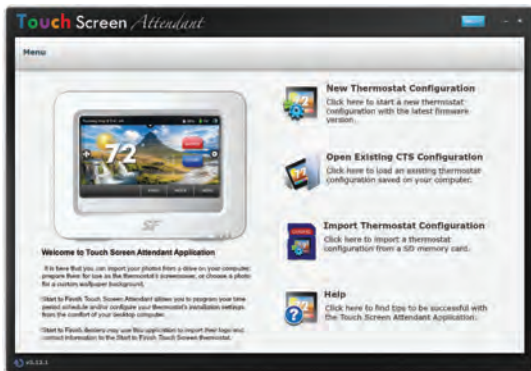 Touch Screen Attendant
Menu
72
SF
Welcome to Touch Screen Attendant Application
It is here that you can import your photos from a drive on your computer,
prepare them for use as the thermostat's screensaver, or choose a photo
for a custom wallpaper background.
Start to Finish Touch Screen Attendant allows you to program your time
period schedule and/or configure your thermostat's installation settings
from the comfort of your desktop computer.
Start to Finish dealers may use this application to import their logo and
contact information to the Start to Finish Touch Screen thermostat.
New Thermostat Configuration
Click here to start a new thermostat
configuration with the latest firmware
version.
Open Existing CTS Configuration
Click here to load an existing thermostat
configuration saved on your computer.
Import Thermostat Configuration
Click here to import a thermostat
configuration from a SD memory card.
Help
Click here to find tips to be successful with
the Touch Screen Attendant Application.